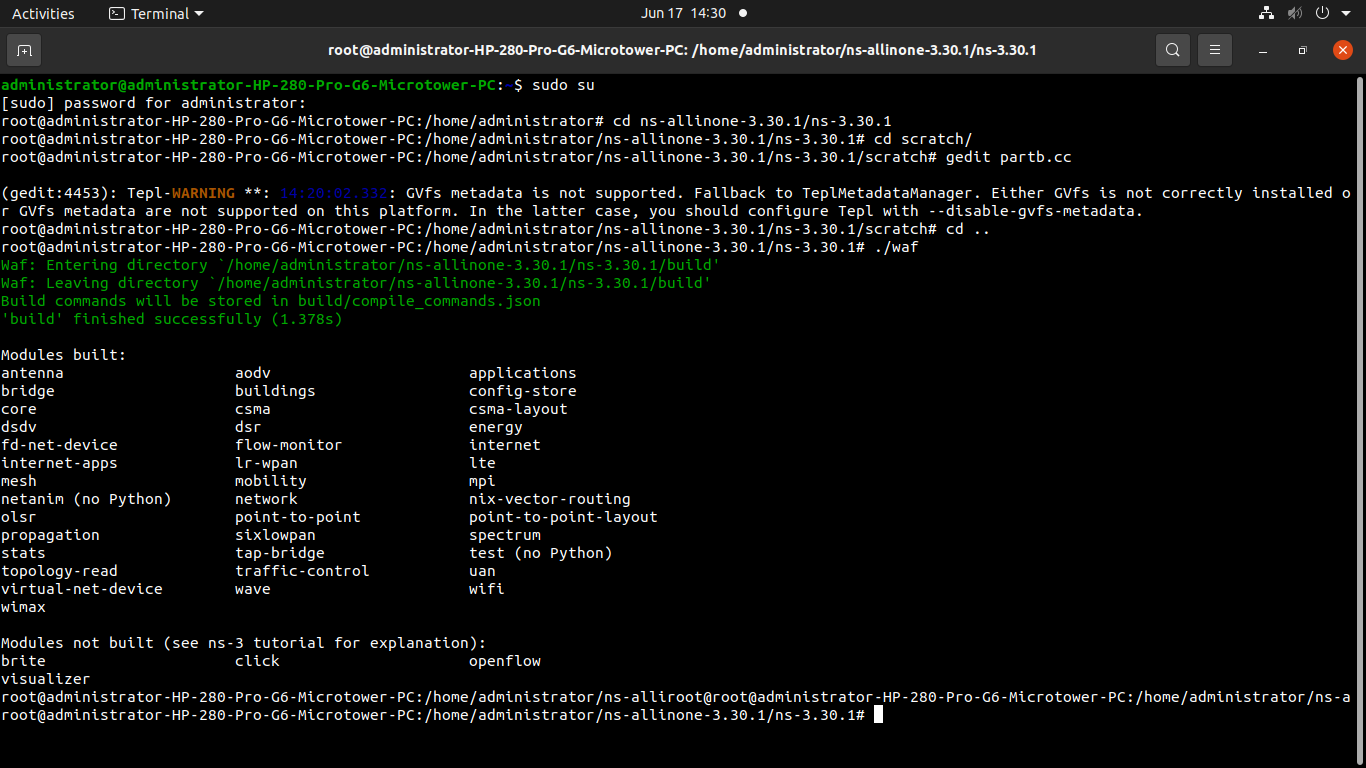 Activities
Terminal
Jun 17 14:30
root@administrator-HP-280-Pro-G6-Microtower-PC: /home/administrator/ns-allinone-3.30.1/ns-3.30.1
administrator@administrator-HP-280-Pro-G6-Microtower-PC:~$ sudo su
[sudo] password for administrator:
root@administrator-HP-280-Pro-G6-Microtower-PC:/home/administrator# cd ns-allinone-3.30.1/ns-3.30.1
root@administrator-HP-280-Pro-G6-Microtower-PC:/home/administrator/ns-allinone-3.30.1/ns-3.30.1# cd scratch/
root@administrator-HP-280-Pro-G6-Microtower-PC:/home/administrator/ns-allinone-3.30.1/ns-3.30.1/scratch# gedit partb.cc
(gedit:4453): Tepl-WARNING **: 14:20:02.332: GVfs metadata is not supported. Fallback to TeplMetadataManager. Either GVfs is not correctly installed o
r GVfs metadata are not supported on this platform. In the latter case, you should configure Tepl with --disable-gvfs-metadata.
root@administrator-HP-280-Pro-G6-Microtower-PC:/home/administrator/ns-allinone-3.30.1/ns-3.30.1/scratch# cd ..
root@administrator-HP-280-Pro-G6-Microtower-PC:/home/administrator/ns-allinone-3.30.1/ns-3.30.1# ./waf
Waf: Entering directory `/home/administrator/ns-allinone-3.30.1/ns-3.30.1/build'
Waf: Leaving directory `/home/administrator/ns-allinone-3.30.1/ns-3.30.1/build'
Build commands will be stored in build/compile_commands.json
'build' finished successfully (1.378s)
Modules built:
antenna aodv applications
bridge buildings config-store
core csma csma-layout
dsdv dsr energy
fd-net-device flow-monitor internet
internet-apps lr-wpan lte
mesh mobility mpi
netanim (no Python) network nix-vector-routing
olsr point-to-point point-to-point-layout
propagation sixlowpan spectrum
stats tap-bridge test (no Python)
topology-read traffic-control uan
virtual-net-device wave wifi
wimax
Modules not built (see ns-3 tutorial for explanation):
brite click openflow
visualizer
root@administrator-HP-280-Pro-G6-Microtower-PC:/home/administrator/ns-alliroot@root@administrator-HP-280-Pro-G6-Microtower-PC:/home/administrator/ns-a
root@administrator-HP-280-Pro-G6-Microtower-PC:/home/administrator/ns-allinone-3.30.1/ns-3.30.1#